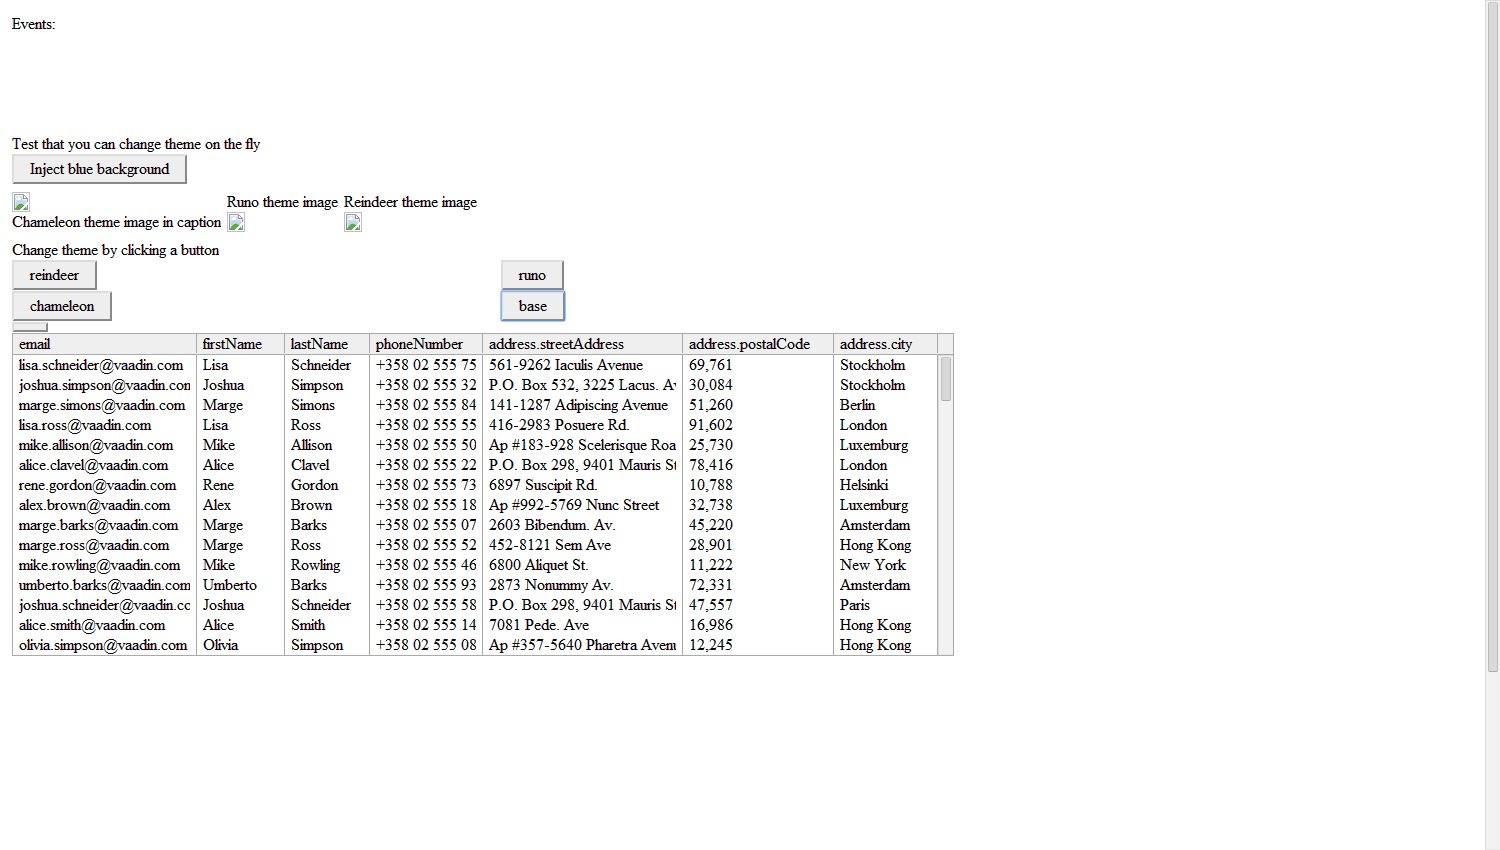 Events:
Test that you can change theme on the fly
Inject blue background
Runo theme image Reindeer theme image
Chameleon theme image in caption
Change theme by clicking a button
reindeer runo
chameleon base
email firstName lastName phoneNumber address.streetAddress address.postalCode address.city
lisa.schneider@vaadin.com Lisa Schneider +358 02 555 75 561-9262 Iaculis Avenue 69,761 Stockholm
joshua.simpson@vaadin.con Joshua Simpson +358 02 555 32 P.O. Box 532, 3225 Lacus. Av 30,084 Stockholm
marge.simons@vaadin.com Marge Simons +358 02 555 84 141-1287 Adipiscing Avenue 51,260 Berlin
lisa.ross@vaadin.com Lisa Ross +358 02 555 55 416-2983 Posuere Rd. 91,602 London
mike.allison@vaadin.com Mike Allison +358 02 555 50 Ap #183-928 Scelerisque Roa 25,730 Luxemburg
alice.clavel@vaadin.com Alice Clavel +358 02 555 22 P.O. Box 298, 9401 Mauris St 78,416 London
rene.gordon@vaadin.com Rene Gordon +358 02 555 73 6897 Suscipit Rd. 10,788 Helsinki
alex.brown@vaadin.com Alex Brown +358 02 555 18 Ap #992-5769 Nunc Street 32,738 Luxemburg
marge.barks@vaadin.com Marge Barks +358 02 555 07 2603 Bibendum. Av. 45,220 Amsterdam
marge.ross@vaadin.com Marge Ross +358 02 555 52 452-8121 Sem Ave 28,901 Hong Kong
mike.rowling@vaadin.com Mike Rowling +358 02 555 46 6800 Aliquet St. 11,222 New York
umberto.barks@vaadin.com Umberto Barks +358 02 555 93 2873 Nonummy Av. 72,331 Amsterdam
joshua.schneider@vaadin.cc Joshua Schneider +358 02 555 58 P.O. Box 298, 9401 Mauris St 47,557 Paris
alice.smith@vaadin.com Alice Smith +358 02 555 14 7081 Pede. Ave 16,986 Hong Kong
olivia.simpson@vaadin.com Olivia Simpson +358 02 555 08 Ap #357-5640 Pharetra Aven 12,245 Hong Kong